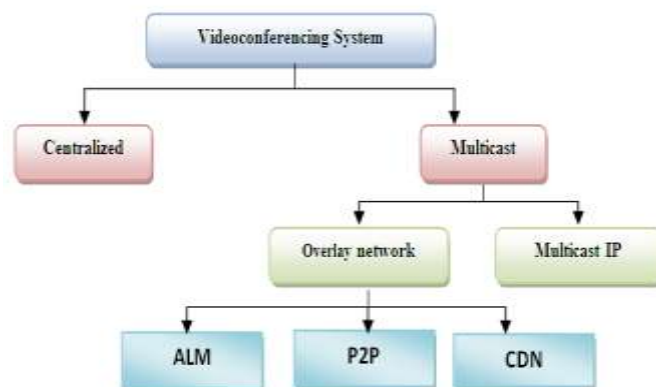 Videoconferencing System
Centralized
Multicast
Overlay network
Multicast IP
ALM
P2P
CDN